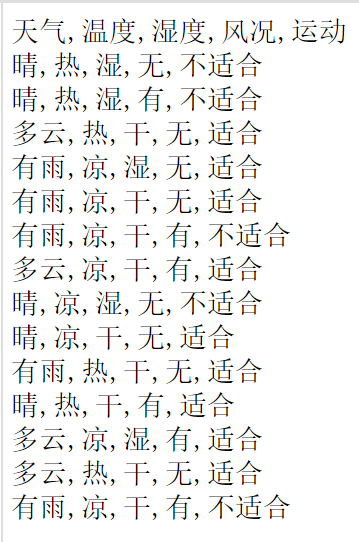 天气,温度,湿度,风况,运动
晴,热,湿,无,不适合
晴,热,湿,有,不适合
多云,热,干,无,适合
有雨,凉,湿,无,适合
有雨,凉,干,无,适合
有雨,凉,干,有,不适合
多云,凉,干,有,适合
晴,凉,湿,无,不适合
晴,凉,干,无,适合
有雨,热,干,无,适合
晴,热,干,有,适合
多云,凉,湿,有,适合
多云,热,干,无,适合
有雨,凉,干,有,不适合